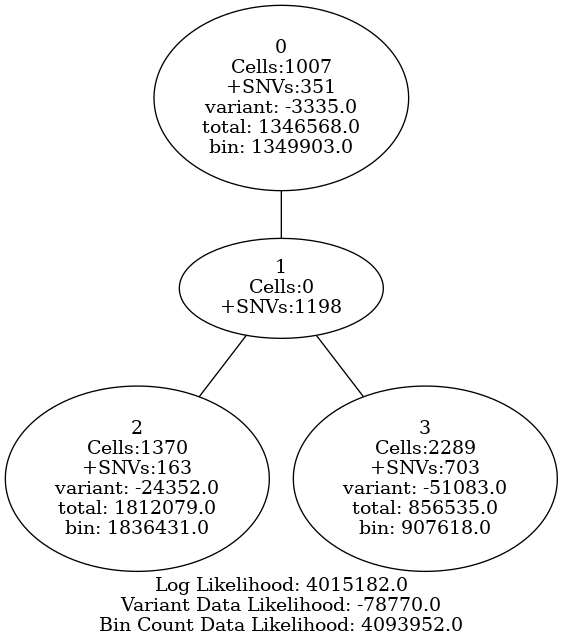 0
Cells:1007
+SNVs:351
variant: -3335.0
total: 1346568.0
bin: 1349903.0
1
Cells:0
+SNVs:1198
2
Cells:1370
+SNVs:163
variant: -24352.0
total: 1812079.0
bin: 1836431.0
3
Cells:2289
+SNVs:703
variant: -51083.0
total: 856535.0
bin: 907618.0
Log Likelihood: 4015182.0
Variant Data Likelihood: -78770.0
Bin Count Data Likelihood: 4093952.0